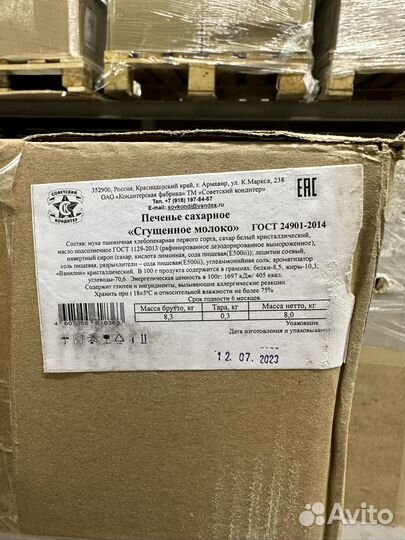 СОВЕТСКИЙ
КОНДИТЕР
352900, Россия, Краснодарский край, г. Армавир, ул. К.Маркса, 238
ОАО «Кондитерская фабрика» ТМ «Советский кондитер»
Тел. +7 (918) 197-84-57
E-mail: sovkond@yandex.ru
EAC
Печенье сахарное
«Сгущенное молоко» ГОСТ 24901-2014
Состав: мука пшеничная хлебопекарная первого сорта, сахар белый кристаллический,
масло подсолнечное ГОСТ 1129-2013 (рафинированное дезодорированное вымороженное),
инвертный сироп (сахар, кислота лимонная, сода пищевая(Е500ii)), лецитин соевый,
соль пищевая, разрыхлители – сода пищевая(Е500ii), углеаммонийная соль; ароматизатор
«Ванилин» кристаллический. В 100 г продукта содержится в граммах: белки-8,5; жиры-10,3;
углеводы-70,6. Энергетическая ценность в 100г: 1697 кДж/ 405 ккал.
Содержит глютен и ингредиенты, вызывающие аллергические реакции.
Хранить при t 18±5°С и относительной влажности не более 75%
Срок годности 6 месяцев.
Масса брутто, кг Тара, кг Масса нетто, кг
8,3 0,3 8,0
Упаковщик
Дата изготовления и упаковывания
12. 07. 2023
Avito